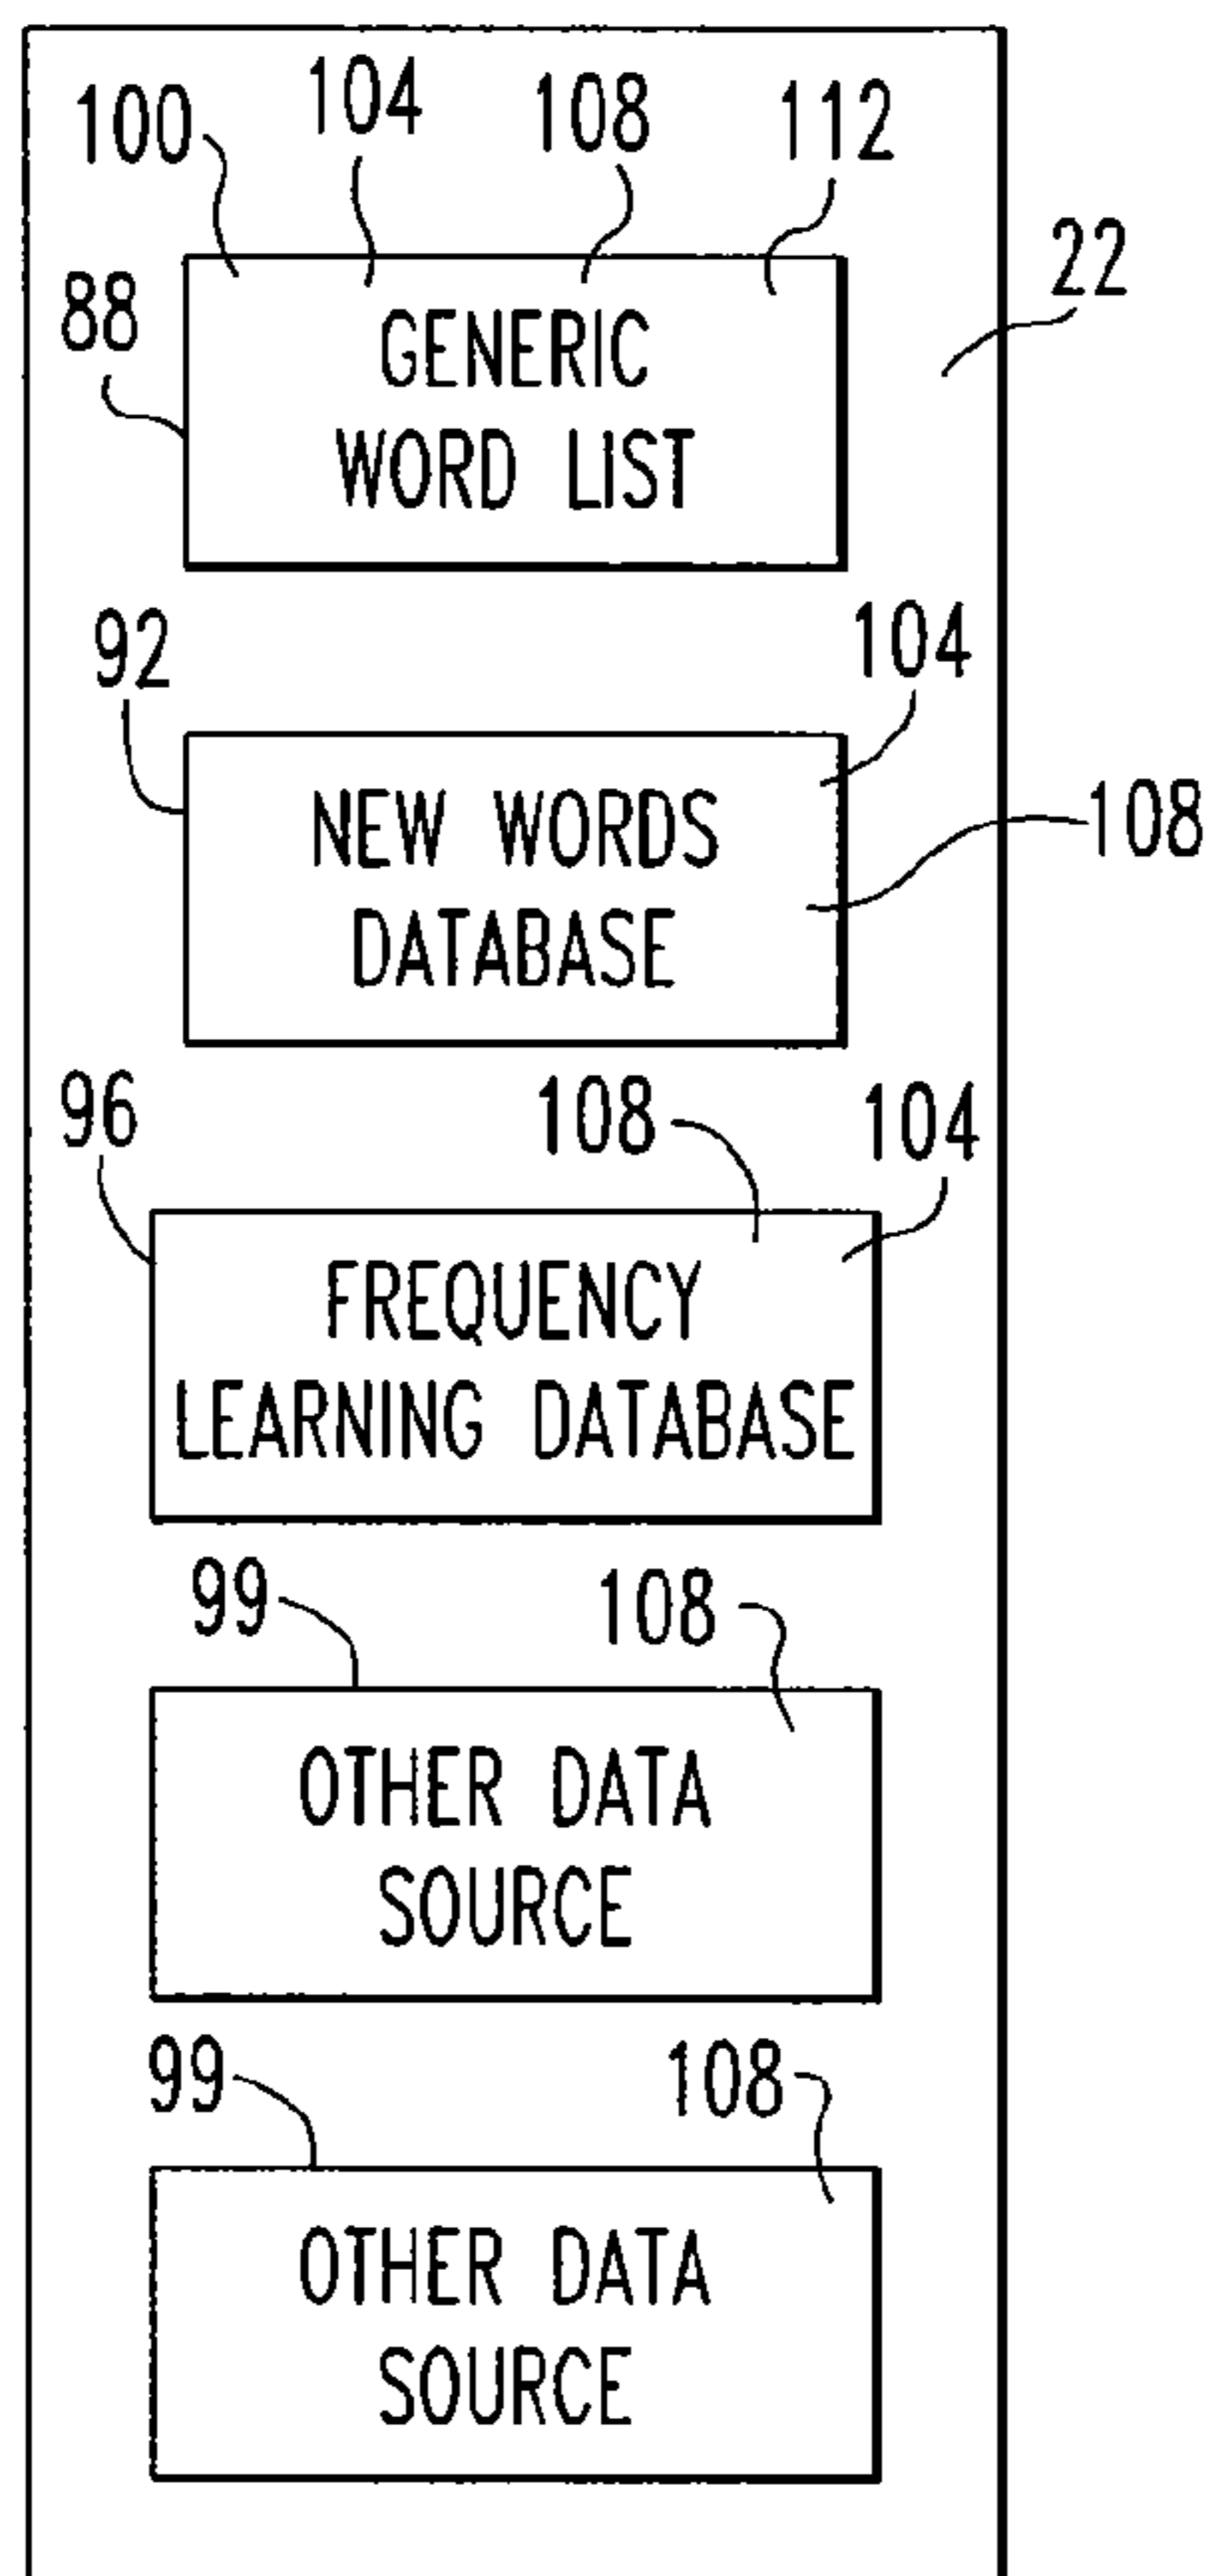 100 104 108 112
22
88
GENERIC
WORD LIST
92
104
NEW WORDS
108
DATABASE
96
108
104
FREQUENCY
LEARNING DATABASE
99
108
OTHER DATA
SOURCE
99
108
OTHER DATA
SOURCE